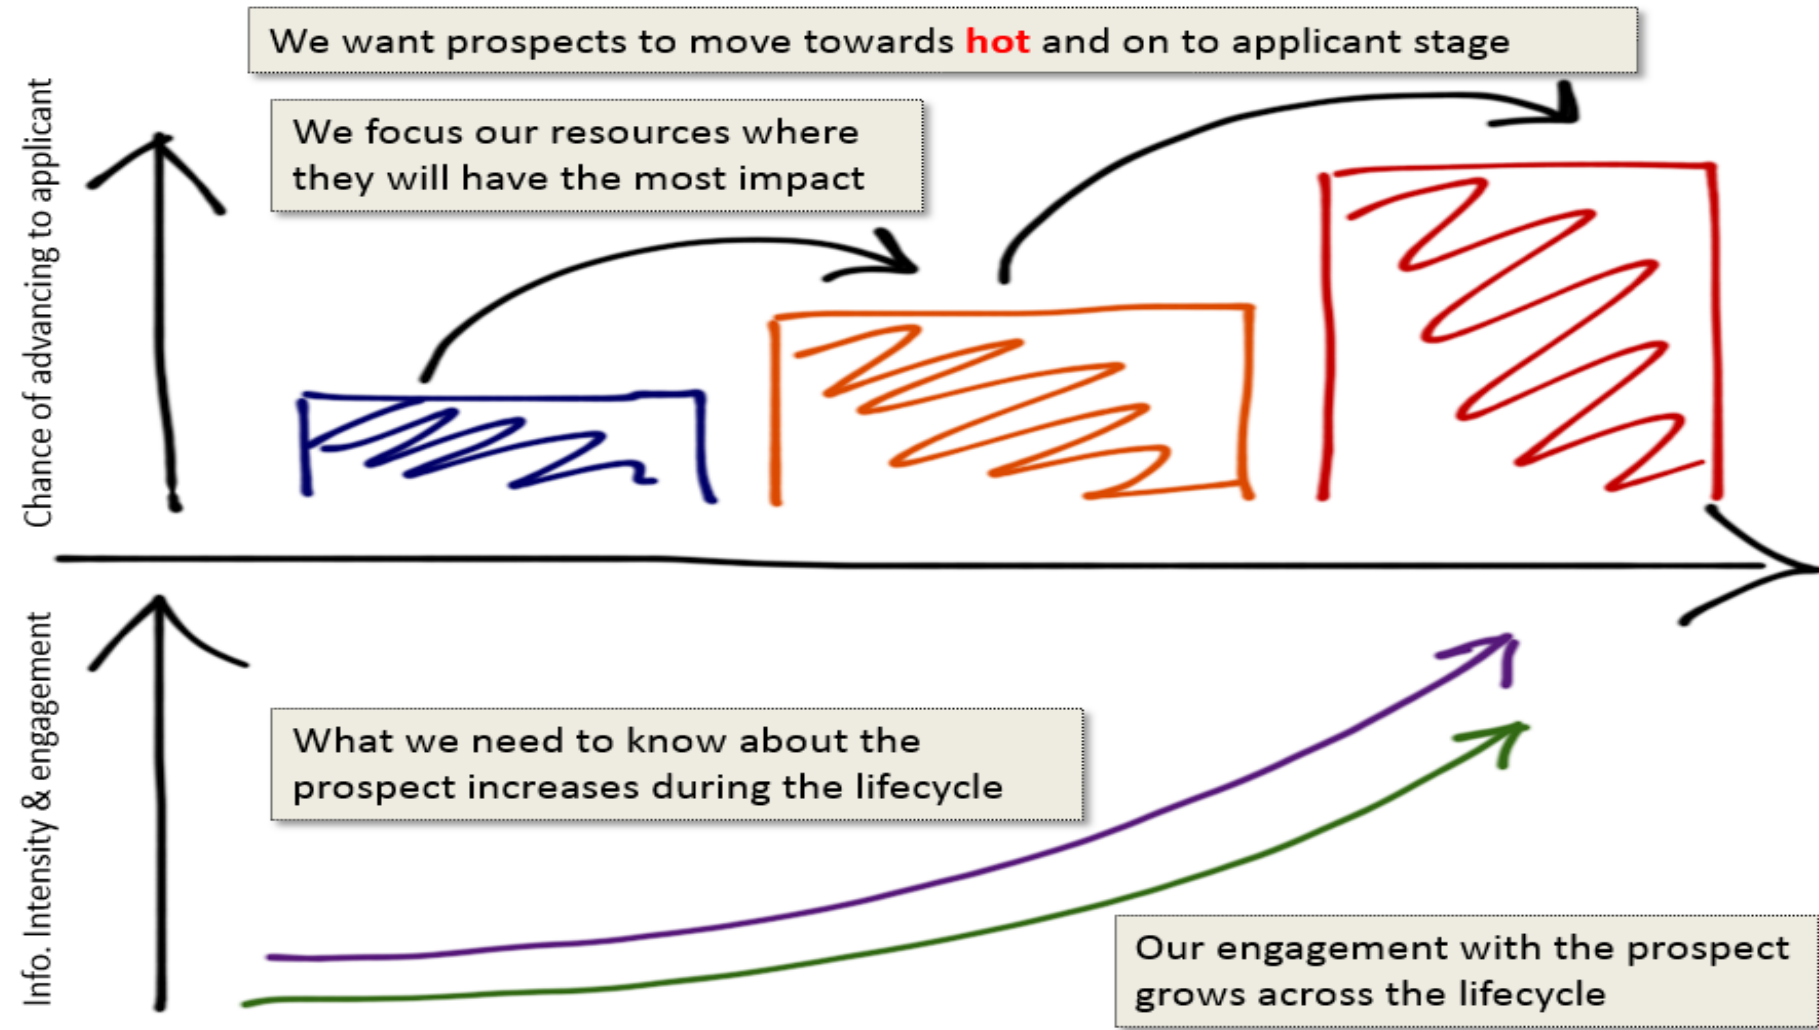 We want prospects to move towards hot and on to applicant stage
We focus our resources where
they will have the most impact
Chance of advancing to applicant
What we need to know about the
prospect increases during the lifecycle
Info. Intensity & engagement
Our engagement with the prospect
grows across the lifecycle